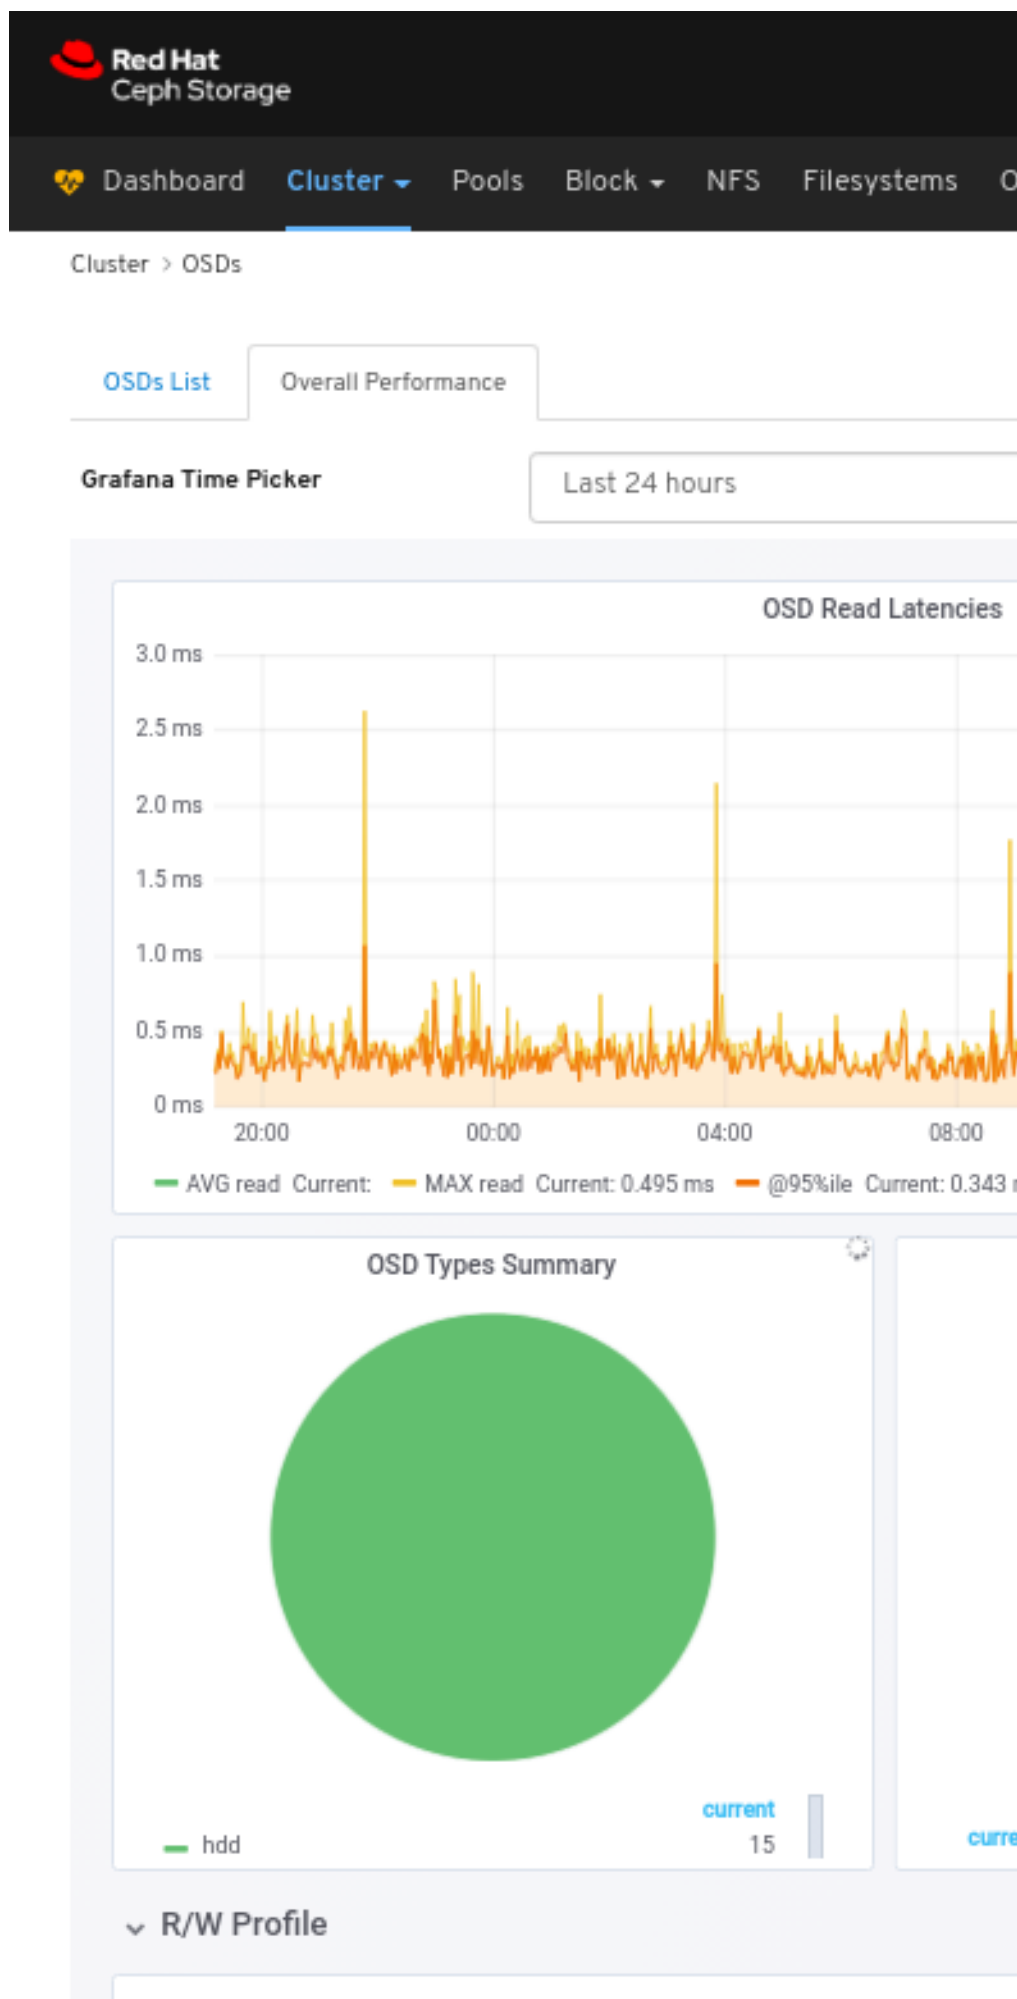 Red Hat
Ceph Storage
Dashboard Cluster Pools Block NFS Filesystems O
Cluster > OSDs
OSDs List Overall Performance
Grafana Time Picker Last 24 hours
OSD Read Latencies
3.0 ms
2.5 ms
2.0 ms
1.5 ms
1.0 ms
0.5 ms
0 ms
20:00 00:00 04:00 08:00
AVG read Current: MAX read Current: 0.495 ms @95%ile Current: 0.343
OSD Types Summary
current
hdd 15
curre
R/W Profile